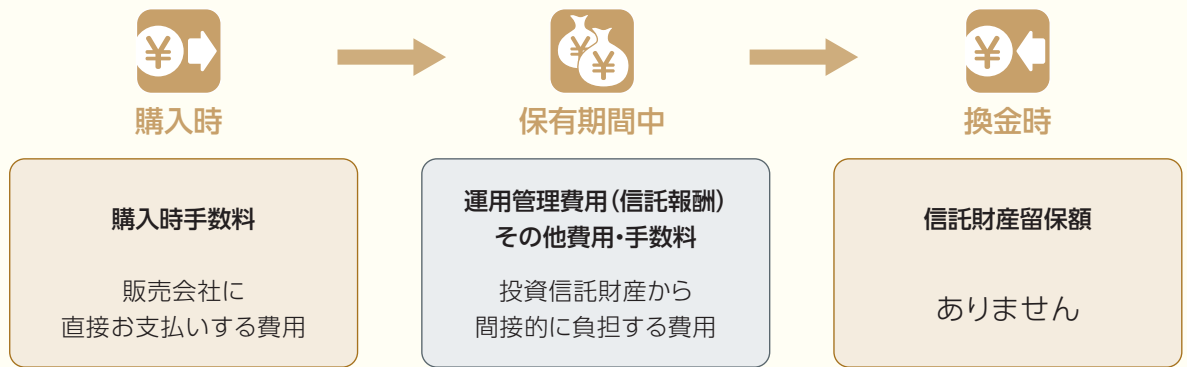 ¥
¥
¥
¥
購入時
保有期間中
換金時
購入時手数料
販売会社に
直接お支払いする費用
運用管理費用(信託報酬)
その他費用・手数料
投資信託財産から
間接的に負担する費用
信託財産留保額
ありません